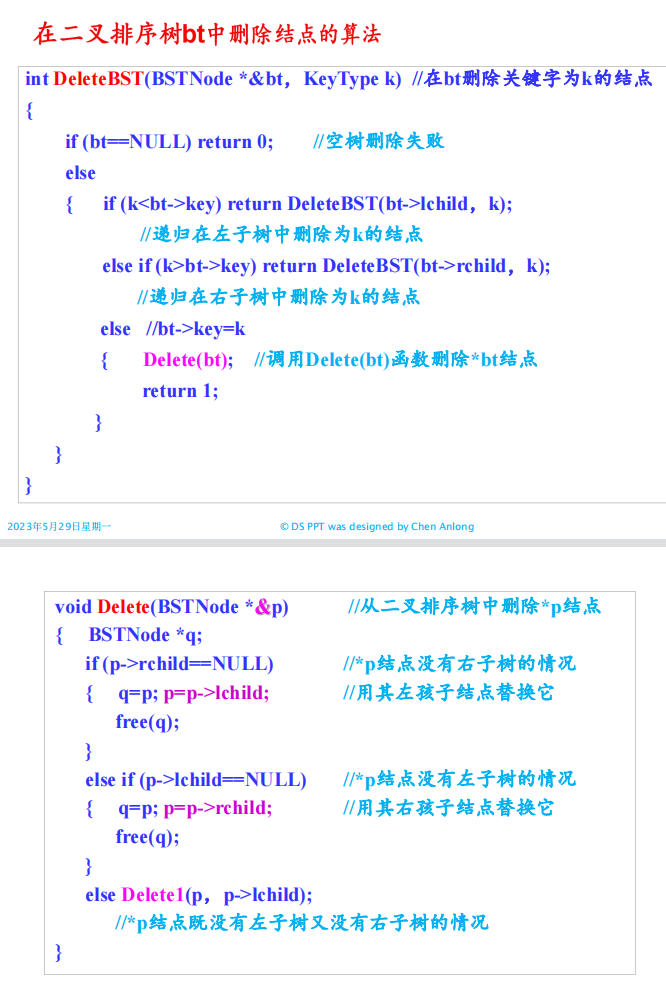 在二叉排序树bt中删除结点的算法
int DeleteBST(BSTNode *&bt，KeyType k) //在bt删除关键字为k的结点
{
if (bt==NULL) return 0; //空树删除失败
else
{ if (k<bt->key) return DeleteBST(bt->lchild，k);
//递归在左子树中删除为k的结点
else if (k>bt->key) return DeleteBST(bt->rchild，k);
//递归在右子树中删除为k的结点
else //bt->key=k
{ Delete(bt); //调用Delete(bt)函数删除*bt结点
return 1;
}
}
}
2023年5月29日星期一 © DS PPT was designed by Chen Anlong
void Delete(BSTNode *&p) //从二叉排序树中删除*p结点
{ BSTNode *q;
if (p->rchild==NULL) //*p结点没有右子树的情况
{ q=p; p=p->lchild; //用其左孩子结点替换它
free(q);
}
else if (p->lchild==NULL) //*p结点没有左子树的情况
{ q=p; p=p->rchild; //用其右孩子结点替换它
free(q);
}
else Delete1(p，p->lchild);
//*p结点既没有左子树又没有右子树的情况
}